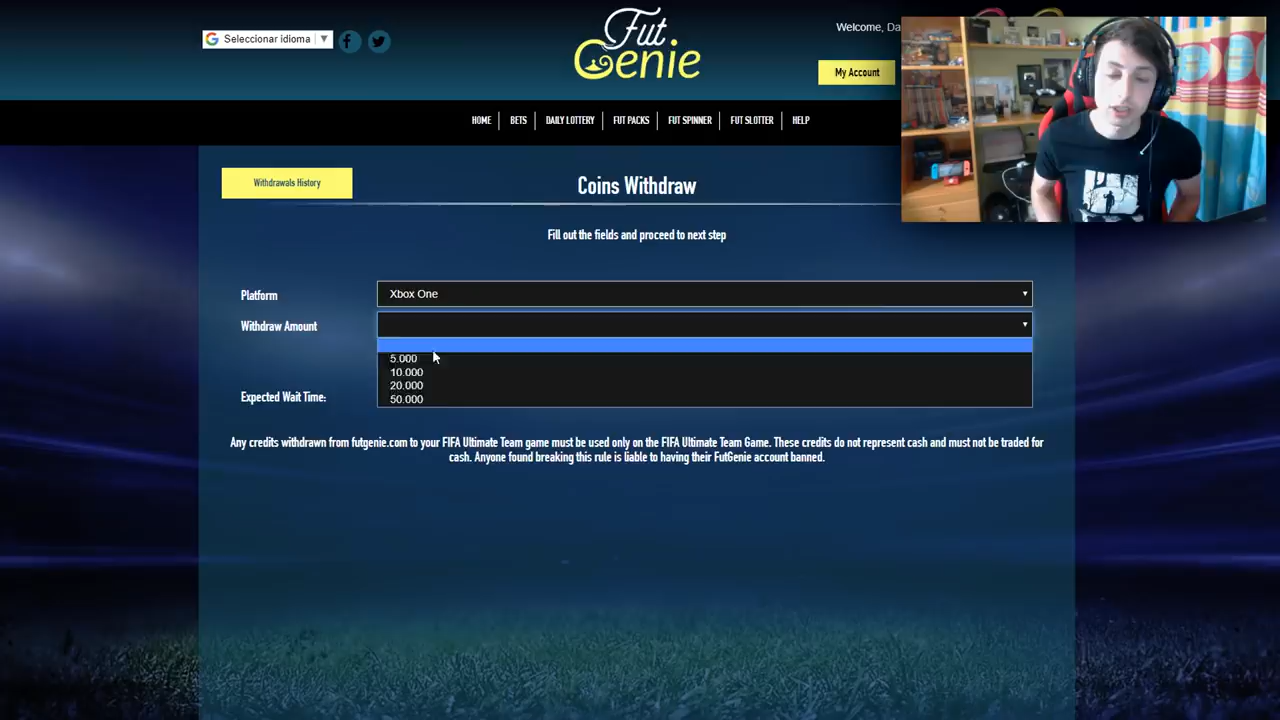 Seleccionar idioma
Fut
Genie
Welcome, Da
My Account
HOME
BETS
DAILY LOTTERY
FUT PACKS
FUT SPINNER
FUT SLOTTER
HELP
Withdrawals History
Coins Withdraw
Fill out the fields and proceed to next step
Platform
Xbox One
Withdraw Amount
5.000
10.000
20.000
50.000
Expected Wait Time:
Any credits withdrawn from futgenie.com to your FIFA Ultimate Team game must be used only on the FIFA Ultimate Team Game. These credits do not represent cash and must not be traded for
cash. Anyone found breaking this rule is liable to having their FutGenie account banned.